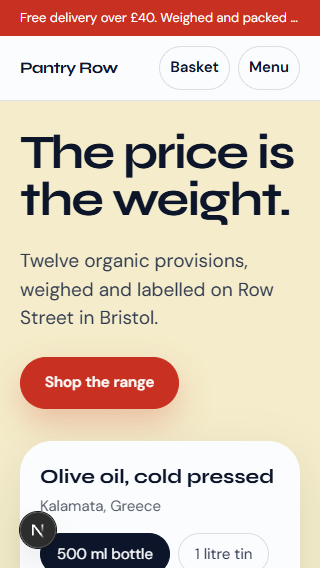 Free delivery over £40. Weighed and packed …
Pantry Row
Basket
Menu
The price is
the weight.
Twelve organic provisions,
weighed and labelled on Row
Street in Bristol.
Shop the range
Olive oil, cold pressed
Kalamata, Greece
N
500 ml bottle
1 litre tin